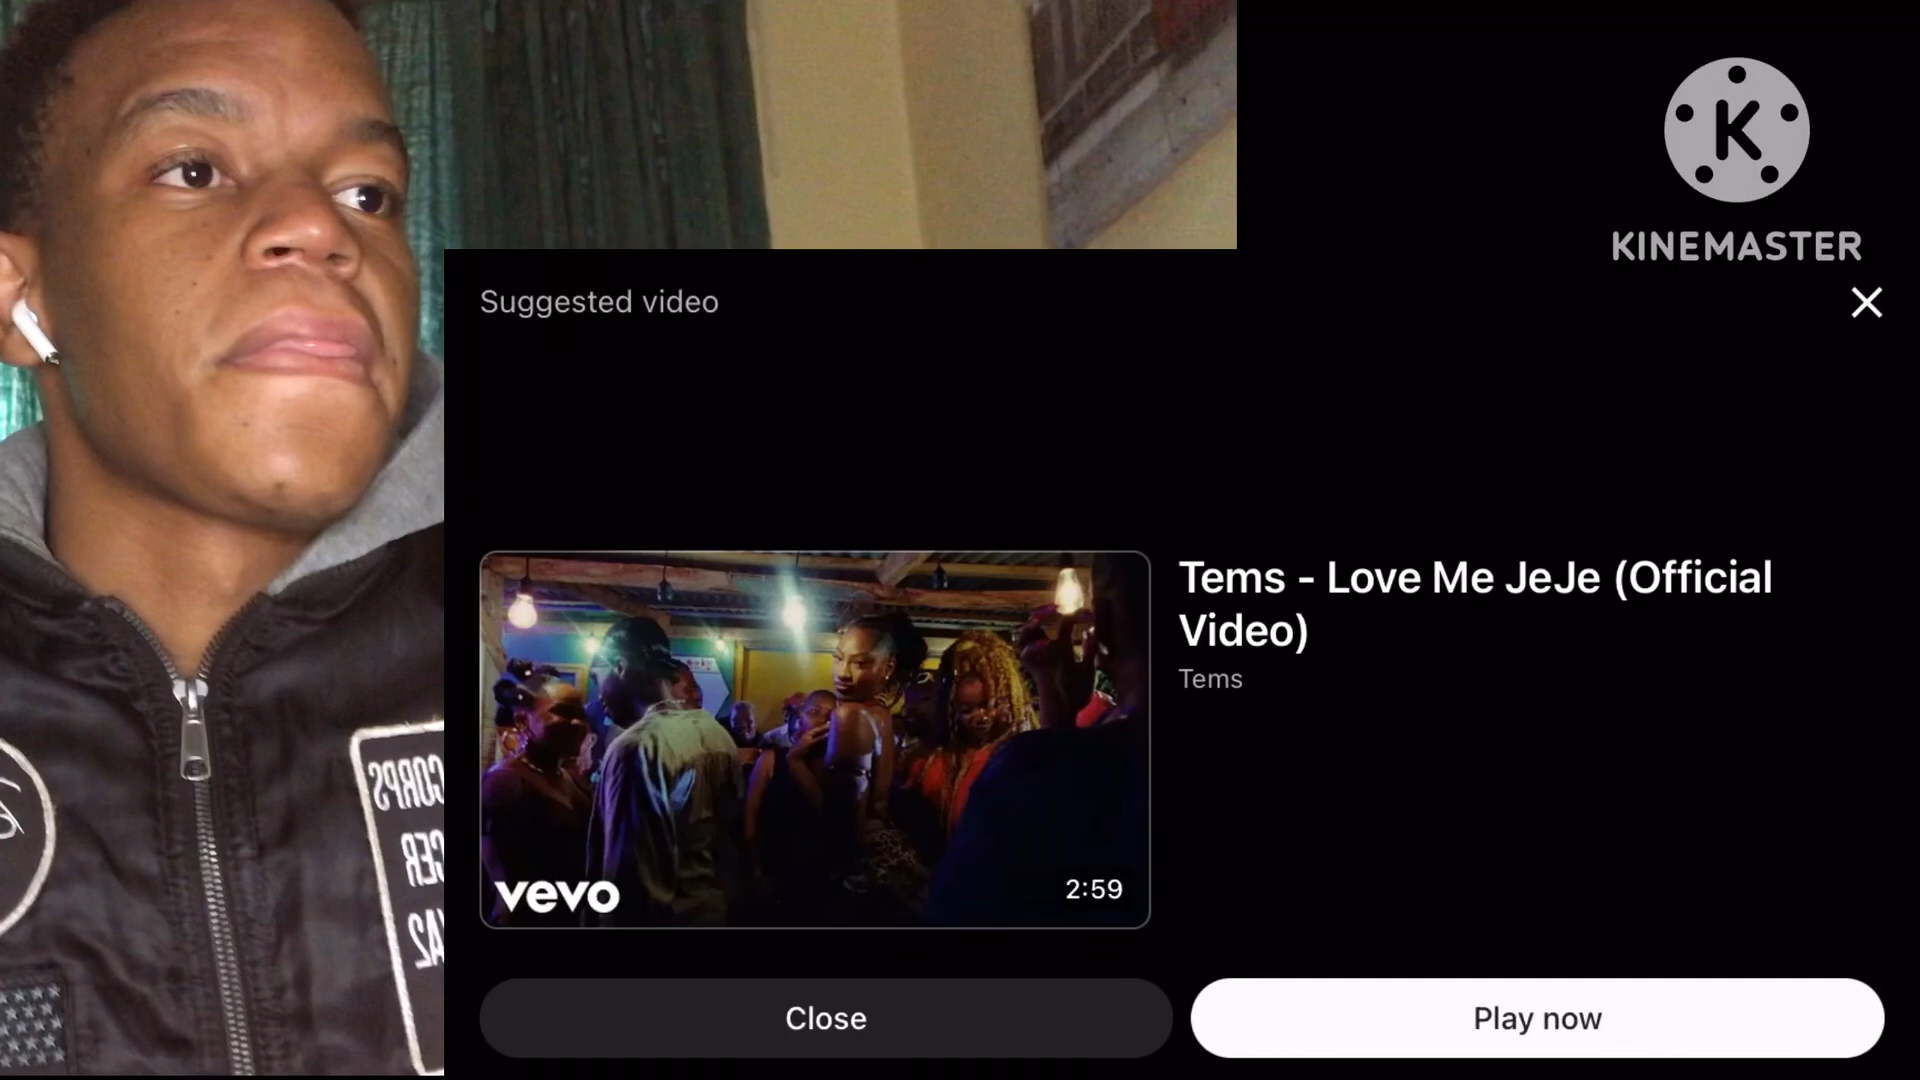 KINEMASTER
Suggested video
Tems - Love Me JeJe (Official
Video)
Tems
vevo
2:59
Close
Play now